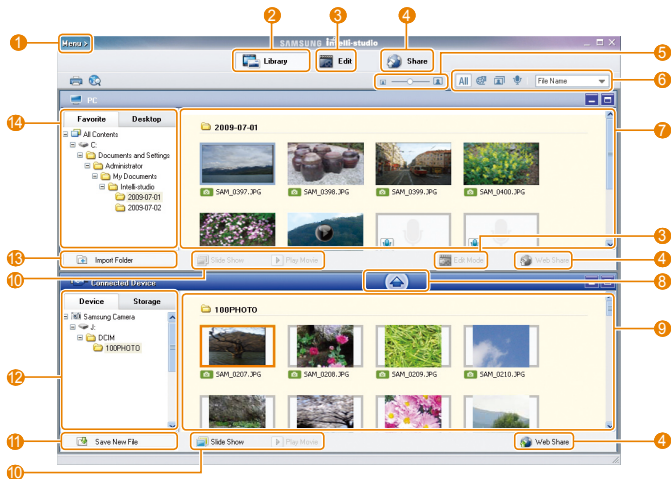 2 3 4
1 Menu > SAMSUNG intelli-studio
Library Edit Share 5
All File Name 6
PC
14 Favorite Desktop 2009-07-01 7
All Contents
C:
Documents and Settings
Administrator
My Documents
Intelli-studio
2009-07-01
2009-07-02
SAM_0397.JPG SAM_0398.JPG SAM_0399.JPG SAM_0400.JPG
13 Import Folder Slide Show Play Movie Edit Mode Web Share 3
10 4
Connected Device 8
Device Storage 100PHOTO 9
Samsung Camera
J:
DCIM
100PHOTO
12
SAM_0207.JPG SAM_0208.JPG SAM_0209.JPG SAM_0210.JPG
11 Save New File Slide Show Play Movie Web Share 4
10